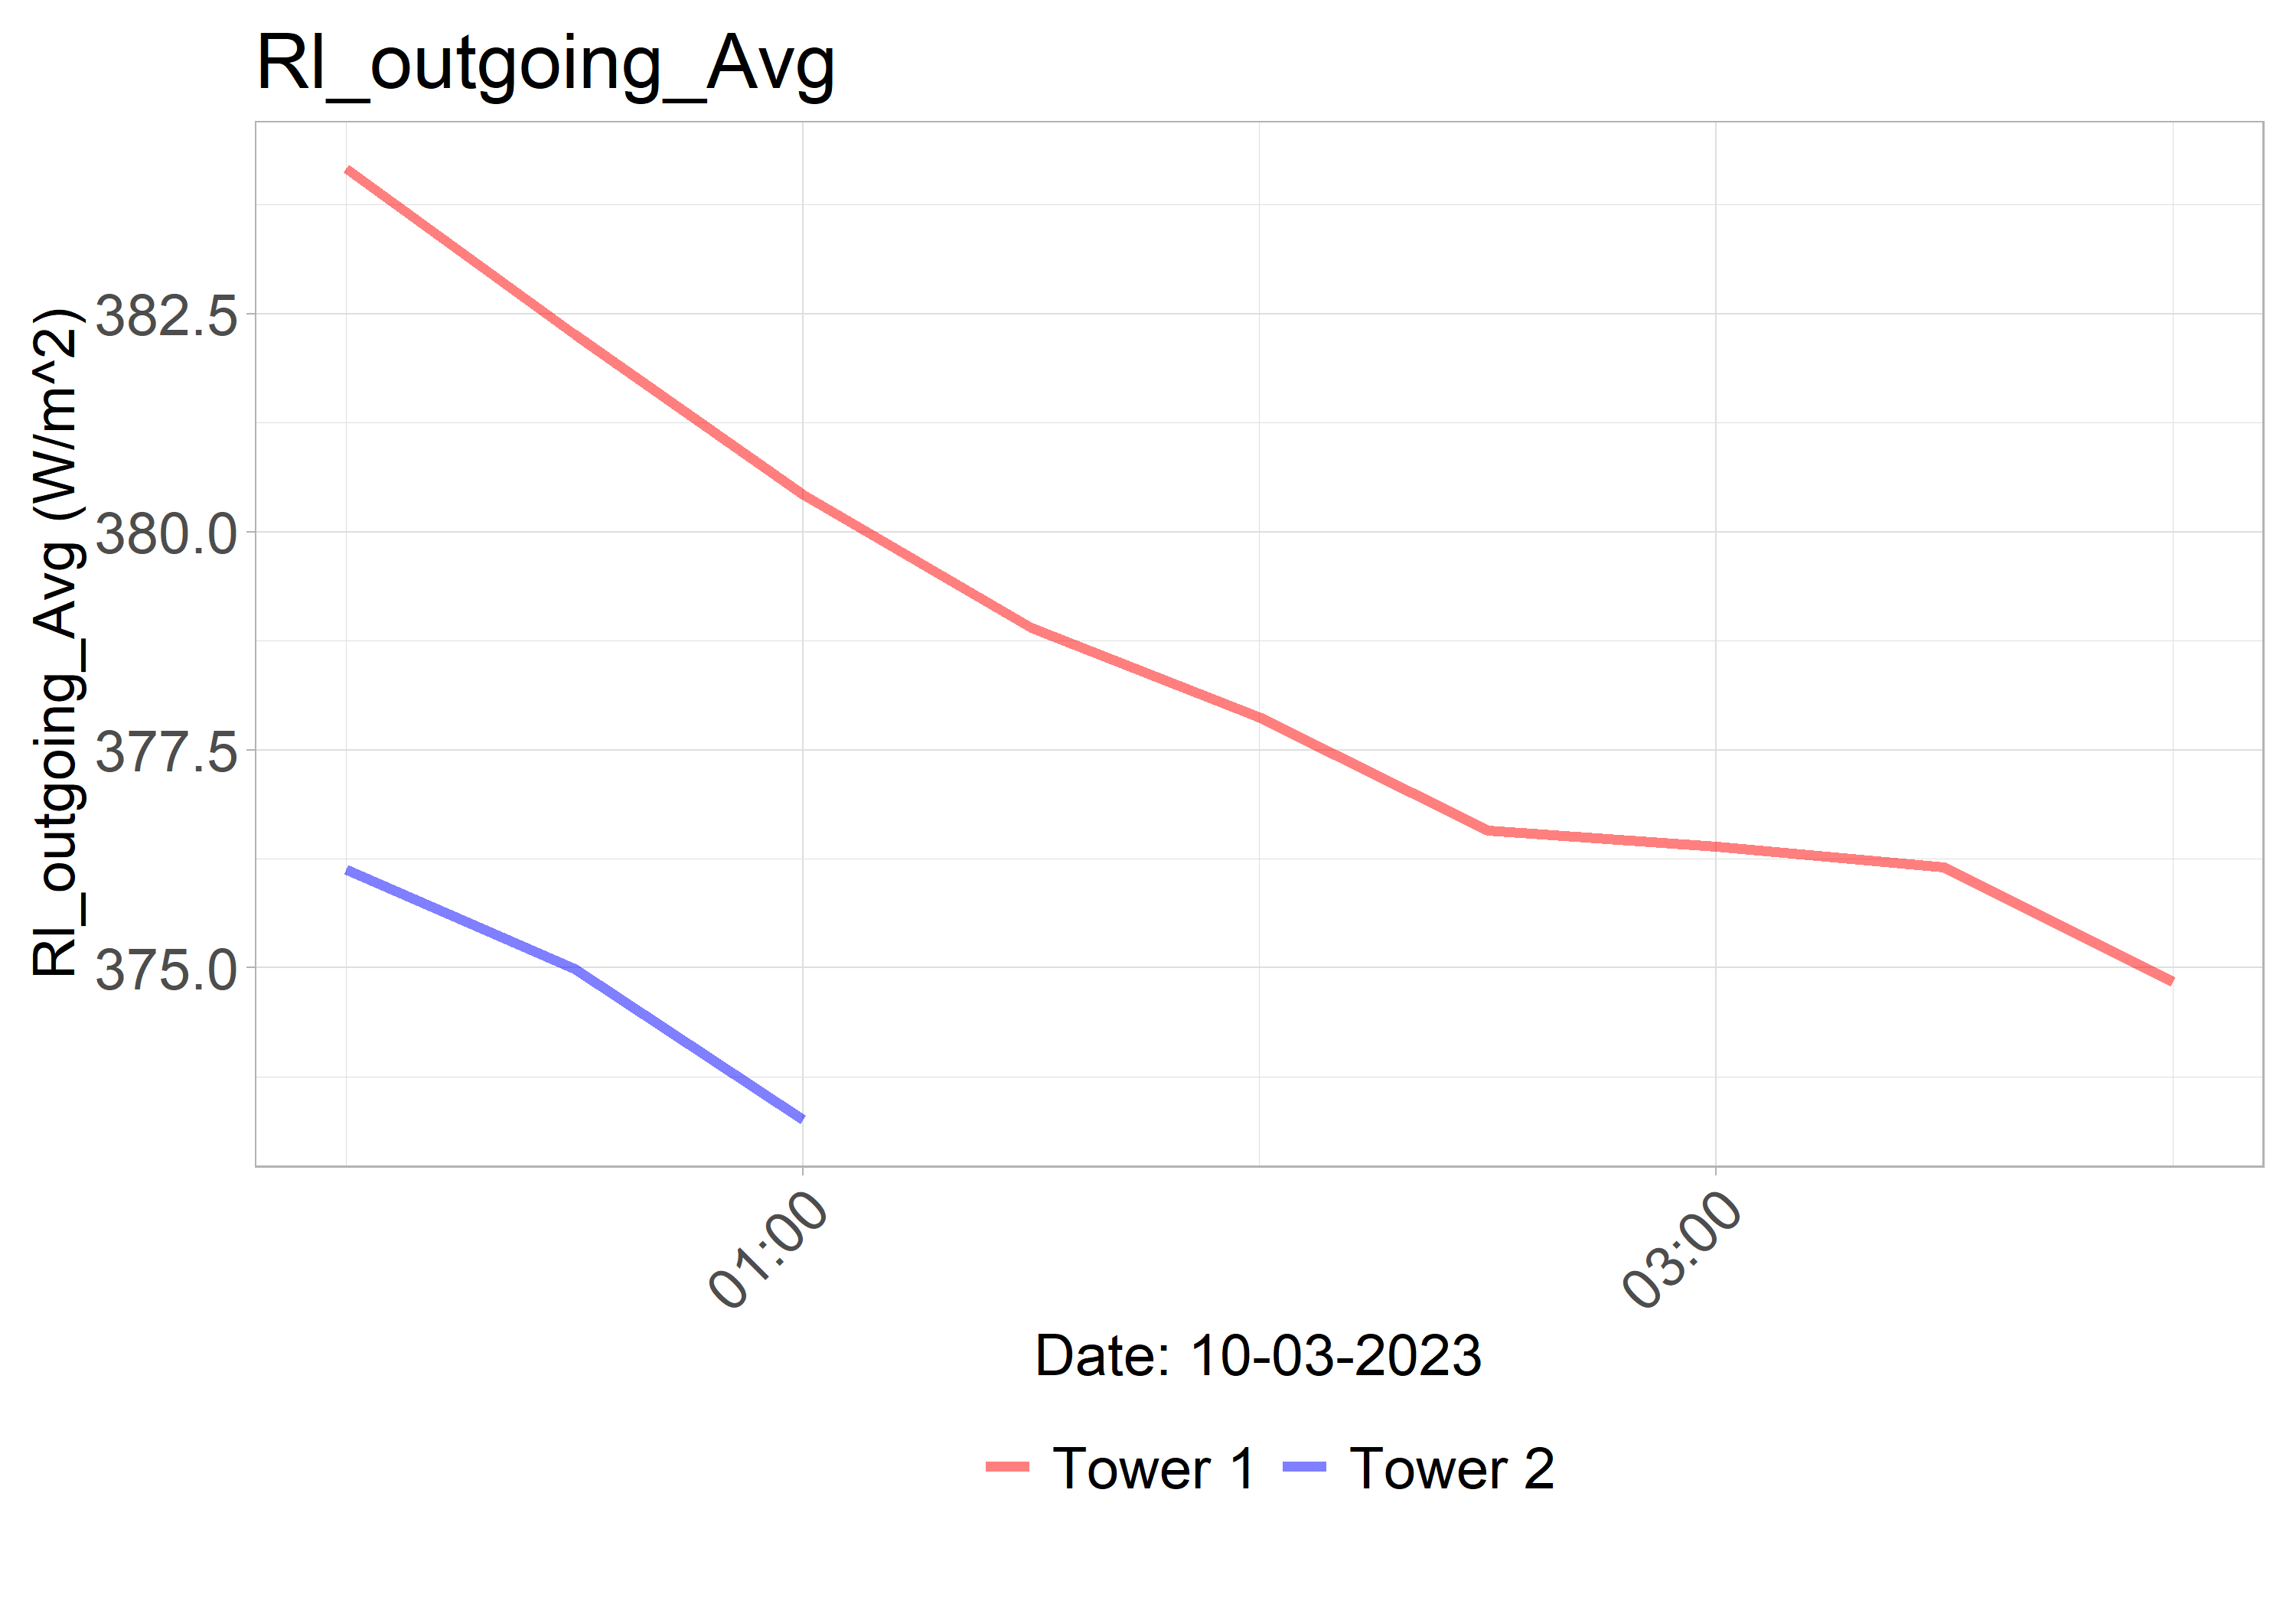 Rl_outgoing_Avg
Rl_outgoing_Avg (W/m^2)
382.5
380.0
377.5
375.0
01:00
03:00
Date: 10-03-2023
Tower 1
Tower 2